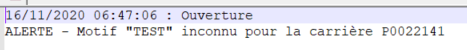 16/11/2020 06:47:06 : Ouverture
ALERTE - Motif "TEST" inconnu pour la carrière P0022141